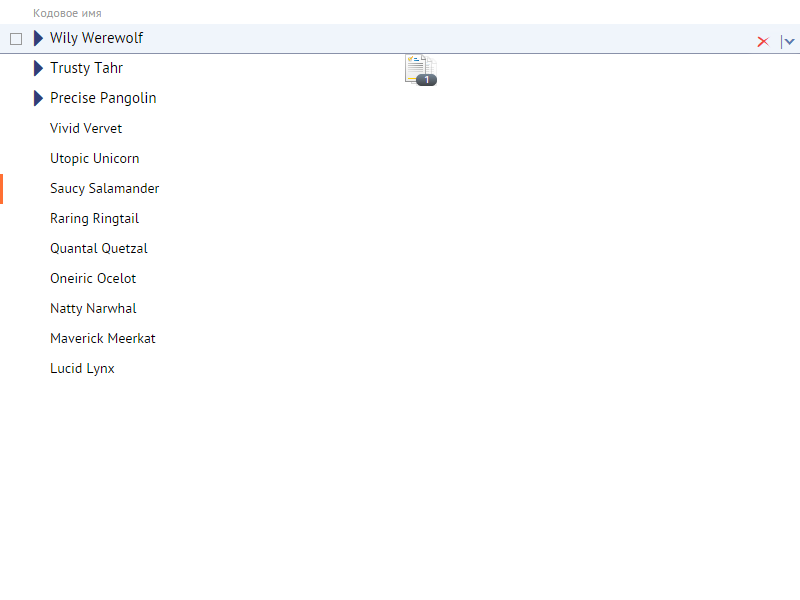 Кодовое имя
Wily Werewolf
Trusty Tahr
1
Precise Pangolin
Vivid Vervet
Utopic Unicorn
Saucy Salamander
Raring Ringtail
Quantal Quetzal
Oneiric Ocelot
Natty Narwhal
Maverick Meerkat
Lucid Lynx